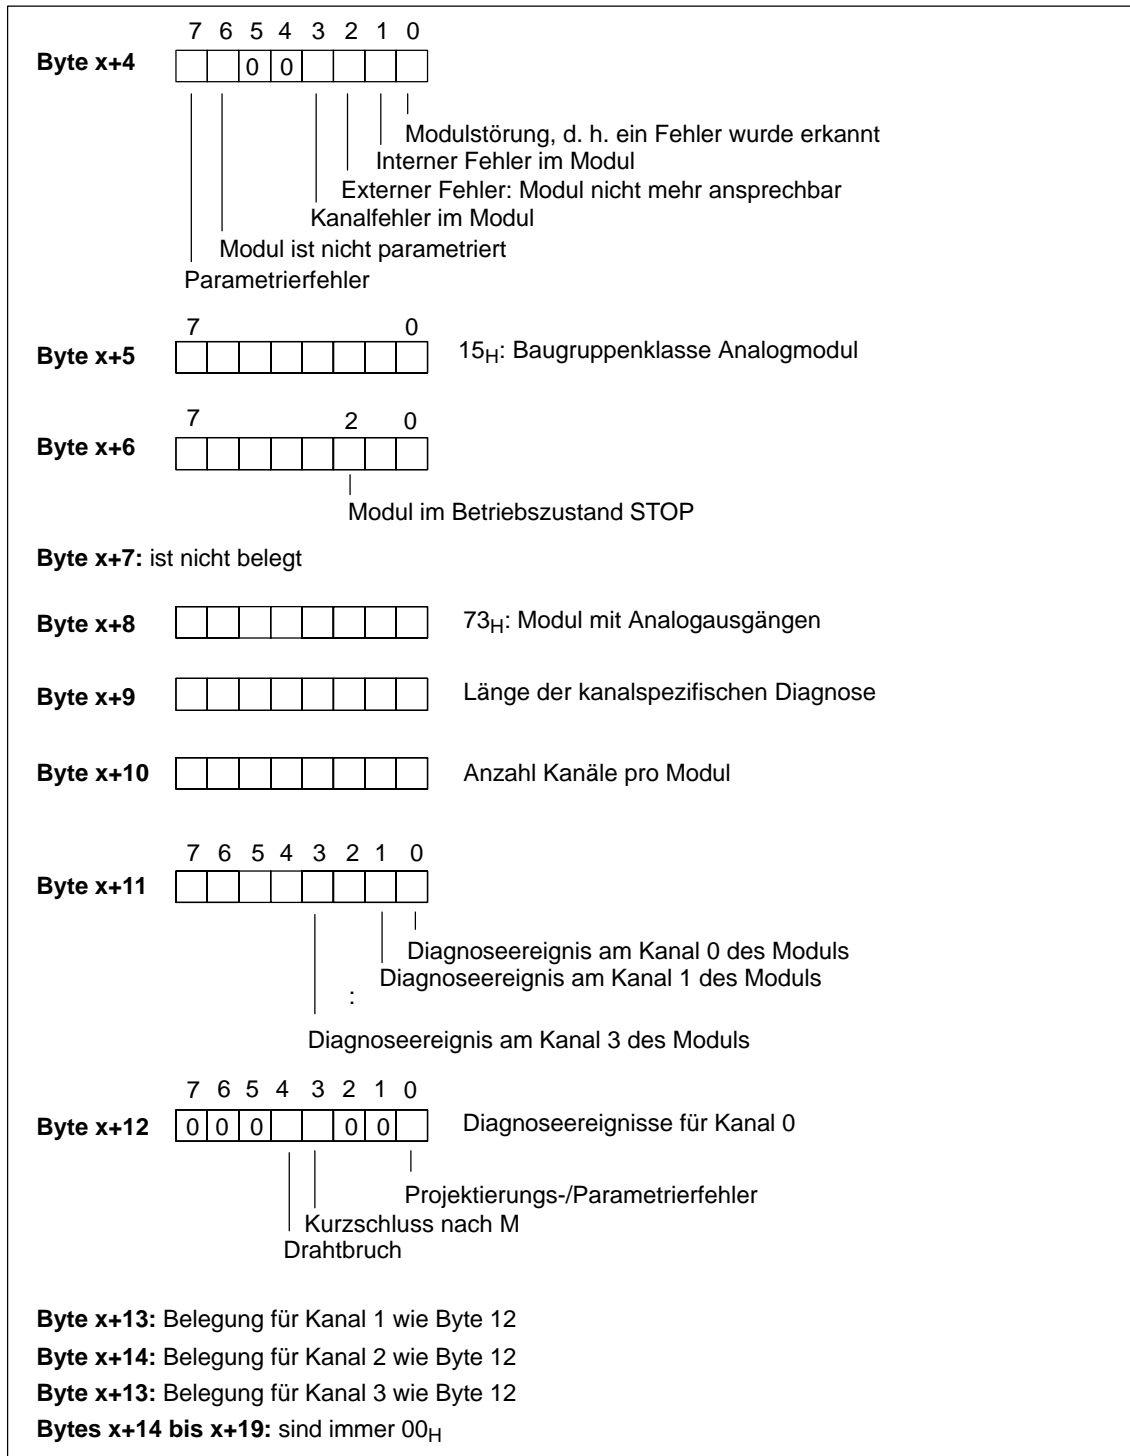 7 6 5 4 3 2 1 0
Byte x+4 0 0
Modulstörung, d. h. ein Fehler wurde erkannt
Interner Fehler im Modul
Externer Fehler: Modul nicht mehr ansprechbar
Kanalfehler im Modul
Modul ist nicht parametriert
Parametrierfehler
7 0
Byte x+5 15H: Baugruppenklasse Analogmodul
7 2 0
Byte x+6
Modul im Betriebszustand STOP
Byte x+7: ist nicht belegt
Byte x+8 73H: Modul mit Analogausgängen
Byte x+9 Länge der kanalspezifischen Diagnose
Byte x+10 Anzahl Kanäle pro Modul
7 6 5 4 3 2 1 0
Byte x+11
Diagnoseereignis am Kanal 0 des Moduls
Diagnoseereignis am Kanal 1 des Moduls
:
Diagnoseereignis am Kanal 3 des Moduls
7 6 5 4 3 2 1 0
Byte x+12 0 0 0 0 0 Diagnoseereignisse für Kanal 0
Projektierungs-/Parametrierfehler
Kurzschluss nach M
Drahtbruch
Byte x+13: Belegung für Kanal 1 wie Byte 12
Byte x+14: Belegung für Kanal 2 wie Byte 12
Byte x+13: Belegung für Kanal 3 wie Byte 12
Bytes x+14 bis x+19: sind immer 00H